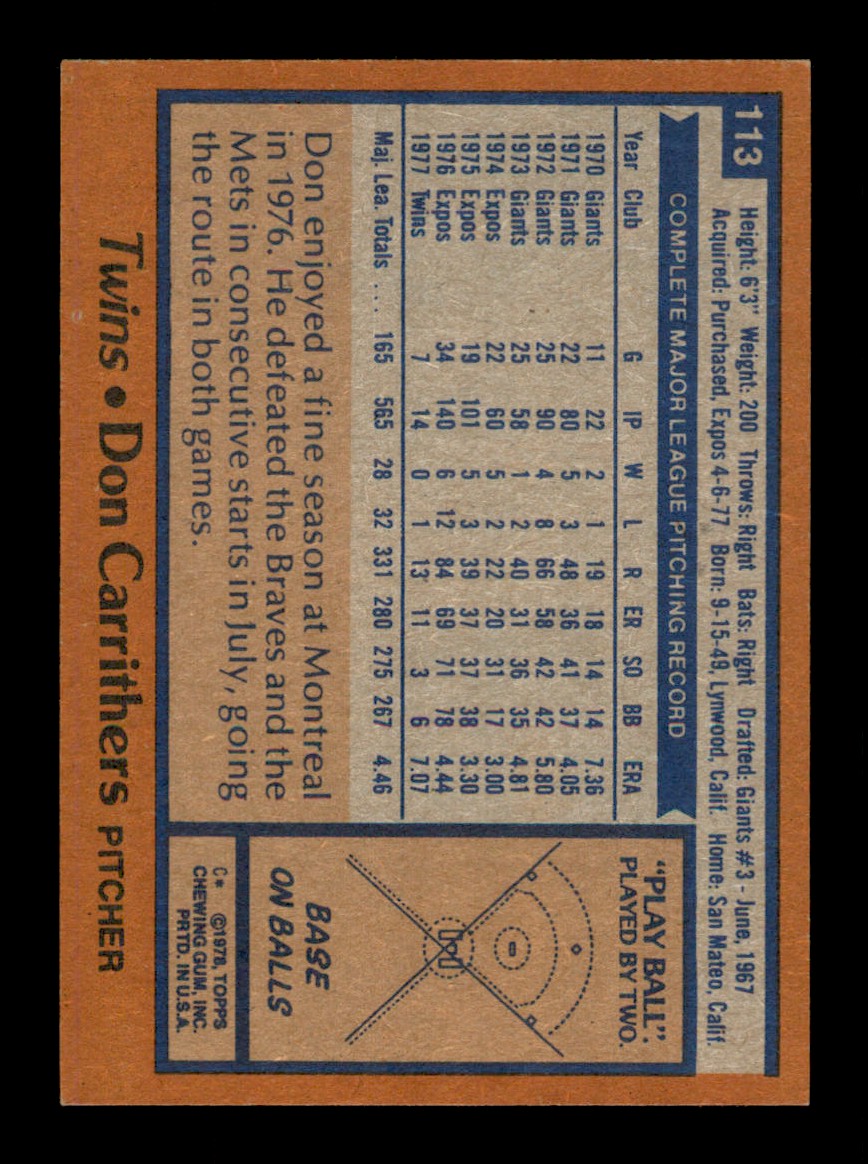 113
Height: 6'3" Weight: 200 Throws: Right Bats: Right Drafted: Giants #3 - June, 1967
Acquired: Purchased, Expos 4-6-77 Born: 9-15-49, Lynwood, Calif. Home: San Mateo, Calif.
COMPLETE MAJOR LEAGUE PITCHING RECORD
Year Club G IP W L R ER SO BB ERA
1970 Giants 11 22 2 1 19 18 14 14 7.36
1971 Giants 22 80 5 3 48 36 41 37 4.05
1972 Giants 25 90 4 8 66 58 42 42 5.80
1973 Giants 25 58 1 2 40 31 36 35 4.81
1974 Expos 22 60 5 2 22 20 31 17 3.00
1975 Expos 19 101 5 3 39 37 37 38 3.30
1976 Expos 34 140 6 12 84 69 71 78 4.44
1977 Twins 7 14 0 1 13 11 3 6 7.07
Maj. Lea. Totals ... 165 565 28 32 331 280 275 267 4.46
Don enjoyed a fine season at Montreal
in 1976. He defeated the Braves and the
Mets in consecutive starts in July, going
the route in both games.
"PLAY BALL".
PLAYED BY TWO.
BASE
ON BALLS
C* ©1978, TOPPS
CHEWING GUM, INC.
PRTD. IN U.S.A.
Twins • Don Carrithers PITCHER